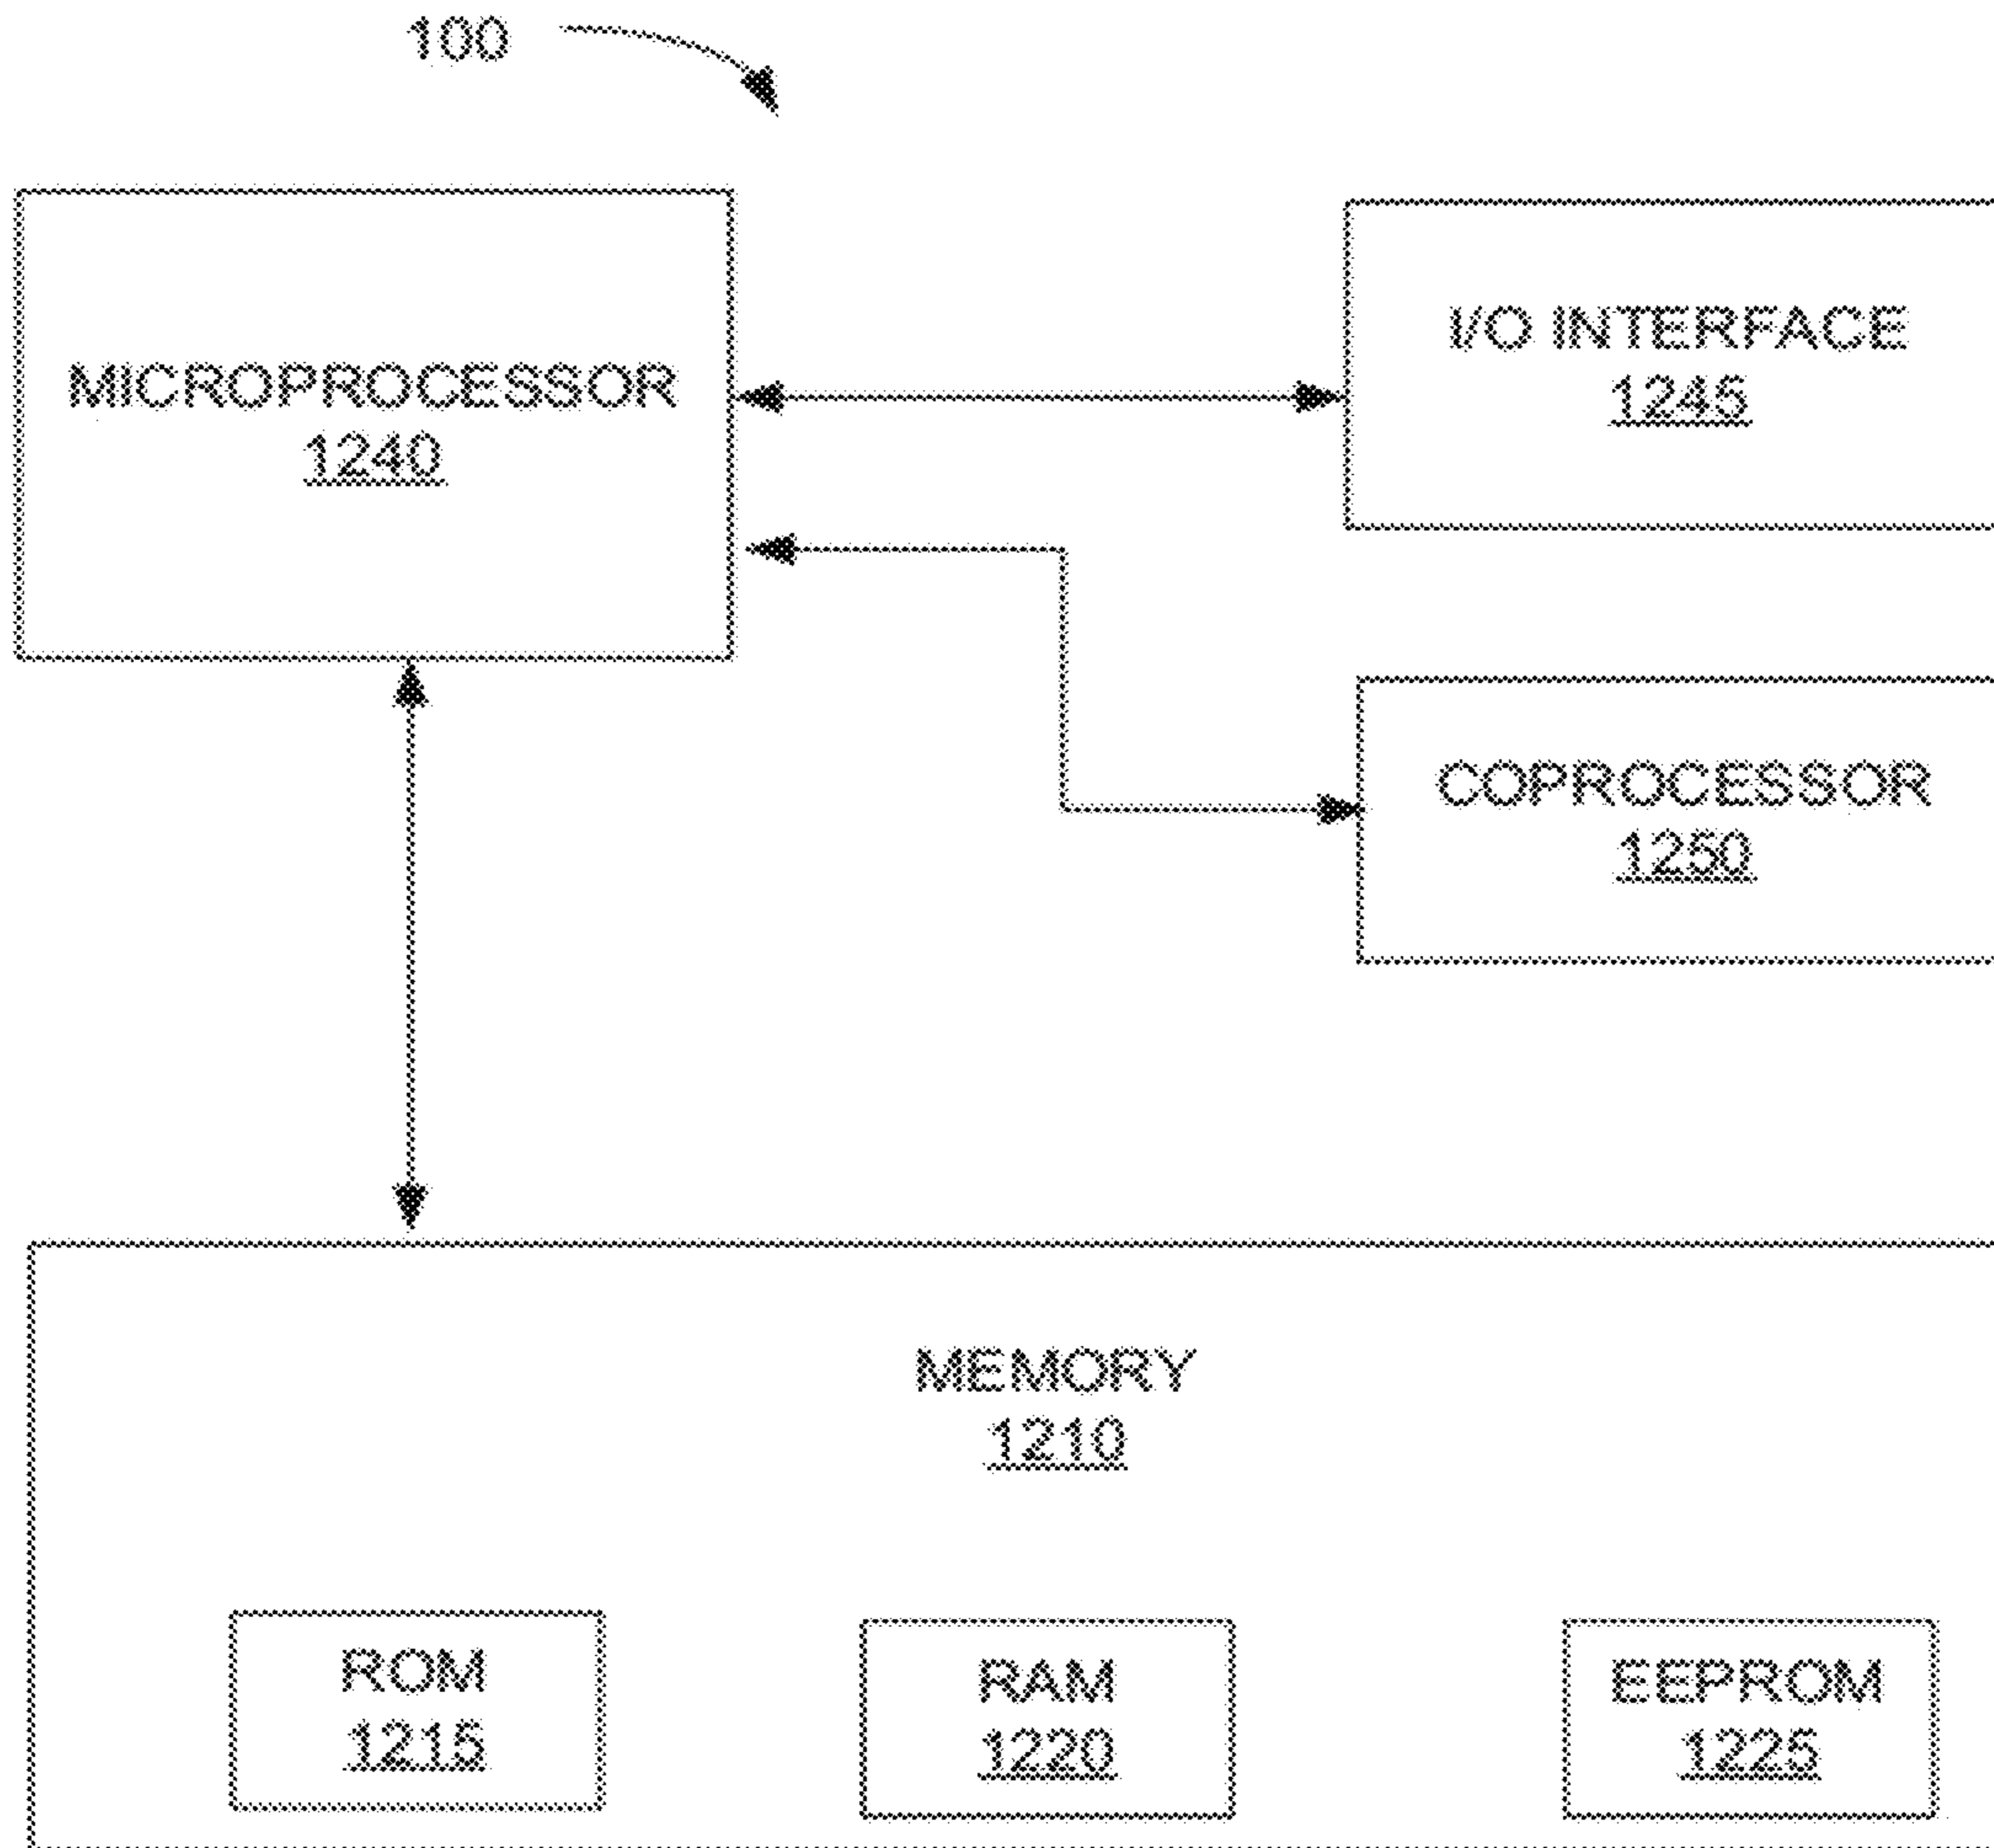 100
MICROPROCESSOR
1240
I/O INTERFACE
1245
COPROCESSOR
1250
MEMORY
1210
ROM
1215
RAM
1220
EEPROM
1225